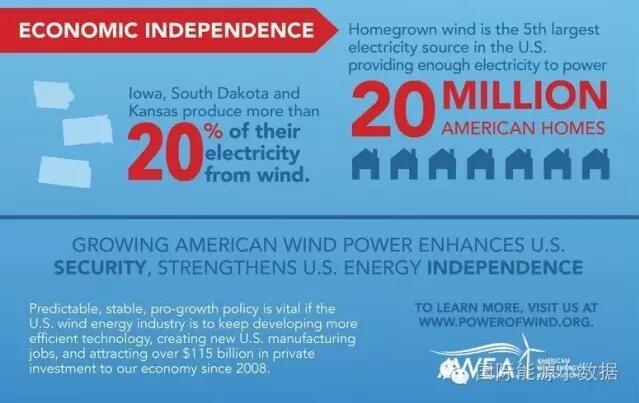 ECONOMIC INDEPENDENCE
Iowa, South Dakota and
Kansas produce more than
20% of their
electricity
from wind.
Homegrown wind is the 5th largest
electricity source in the U.S.
providing enough electricity to power
20 MILLION
AMERICAN HOMES
GROWING AMERICAN WIND POWER ENHANCES U.S.
SECURITY, STRENGTHENS U.S. ENERGY INDEPENDENCE
Predictable, stable, pro-growth policy is vital if the
U.S. wind energy industry is to keep developing more
efficient technology, creating new U.S. manufacturing
jobs, and attracting over $115 billion in private
investment to our economy since 2008.
TO LEARN MORE, VISIT US AT
WWW.POWEROFWIND.ORG.
AWEA
AMERICAN
WIND ENERGY
国际能源大数据